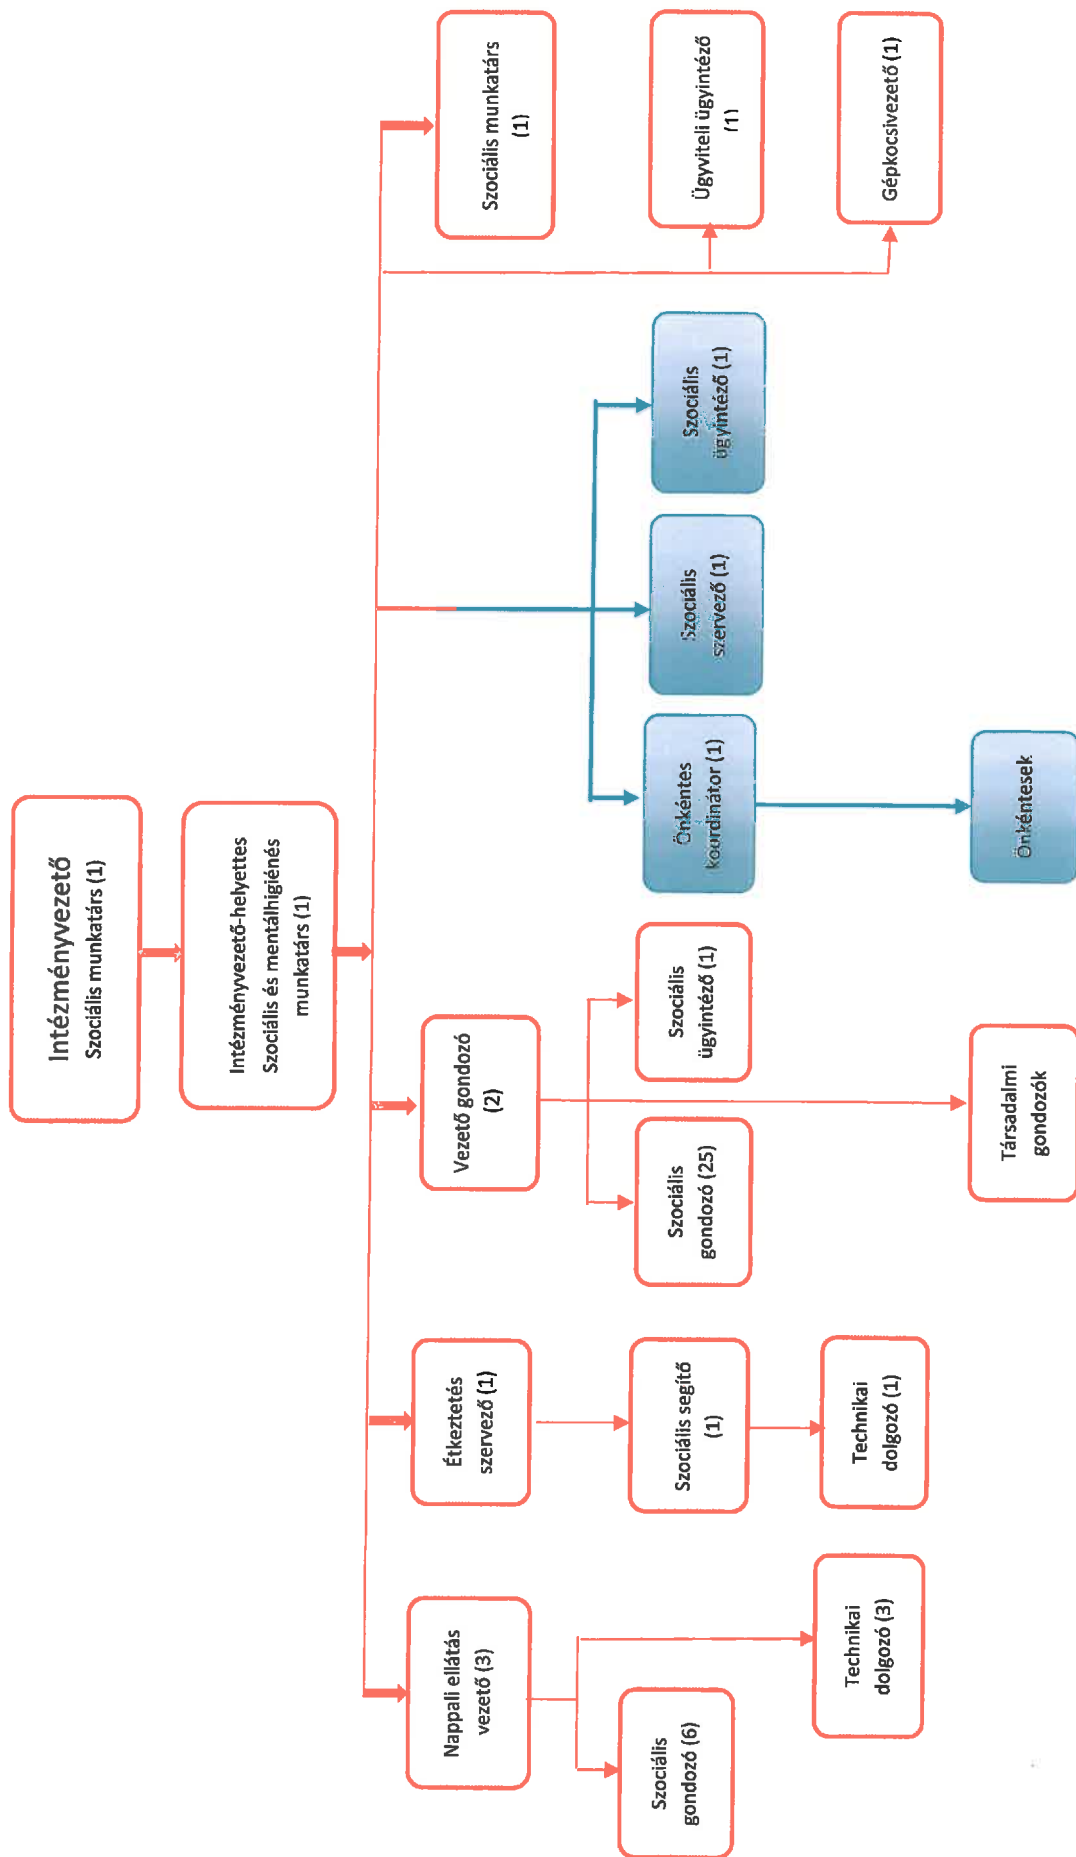 Intézményvezető
Szociális munkatárs (1)
Intézményvezető-helyettes
Szociális és mentálhigiénés
munkatárs (1)
Nappali ellátás
vezető (3)
Étkeztetés
szervező (1)
Vezető gondozó
(2)
Szociális munkatárs
(1)
Szociális
gondozó (6)
Szociális segítő
(1)
Szociális
gondozó (25)
Szociális
ügyintéző (1)
Önkéntes
koordinátor (1)
Szociális
szervező (1)
Szociális
ügyintéző (1)
Ügyviteli ügyintéző
(1)
Technikai
dolgozó (3)
Technikai
dolgozó (1)
Gépkocsivezető (1)
Társadalmi
gondozók
Önkéntesek